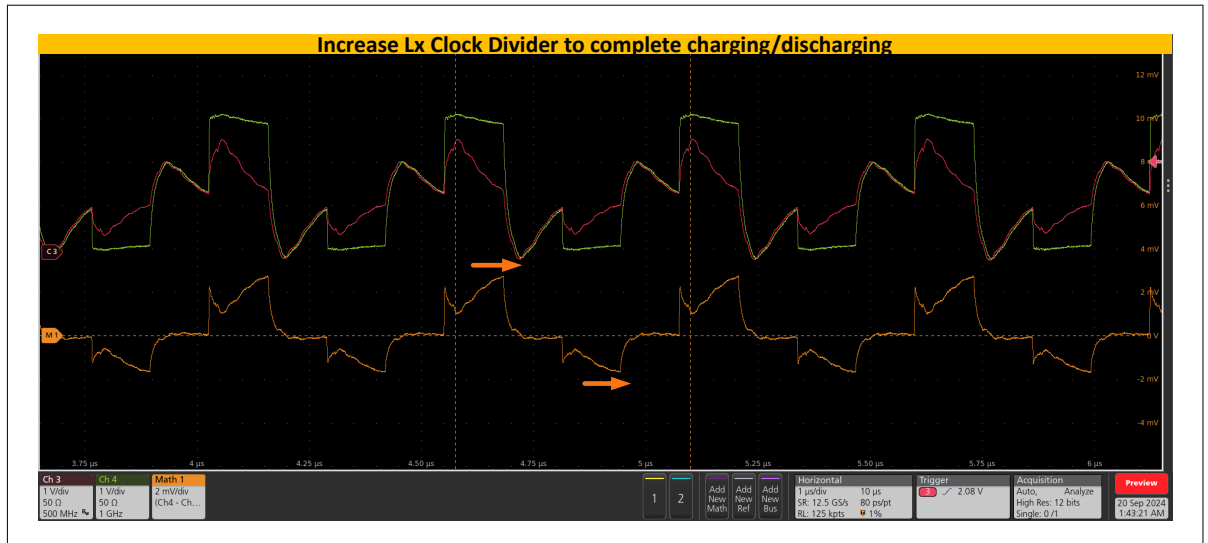 Increase Lx Clock Divider to complete charging/discharging
12 mV
10 mV
8
6 mV
4 mV
2 mV
0 V
-2 mV
-4 mV
C 3
M 1
3.75 µs 4 µs 4.25 µs 4.50 µs 4.75 µs 5 µs 5.25 µs 5.50 µs 5.75 µs 6 µs
Ch 3
1 V/div
50 Ω
500 MHz
Ch 4
1 V/div
50 Ω
1 GHz
Math 1
2 mV/div
(Ch4 - Ch...
1
2
Add
New
Math
Add
New
Ref
Add
New
Bus
Horizontal
1 µs/div 10 µs
SR: 12.5 GS/s 80 ps/pt
RL: 125 kpts 1%
Trigger
3 2.08 V
Acquisition
Auto, Analyze
High Res: 12 bits
Single: 0 /1
Preview
20 Sep 2024
1:43:21 AM